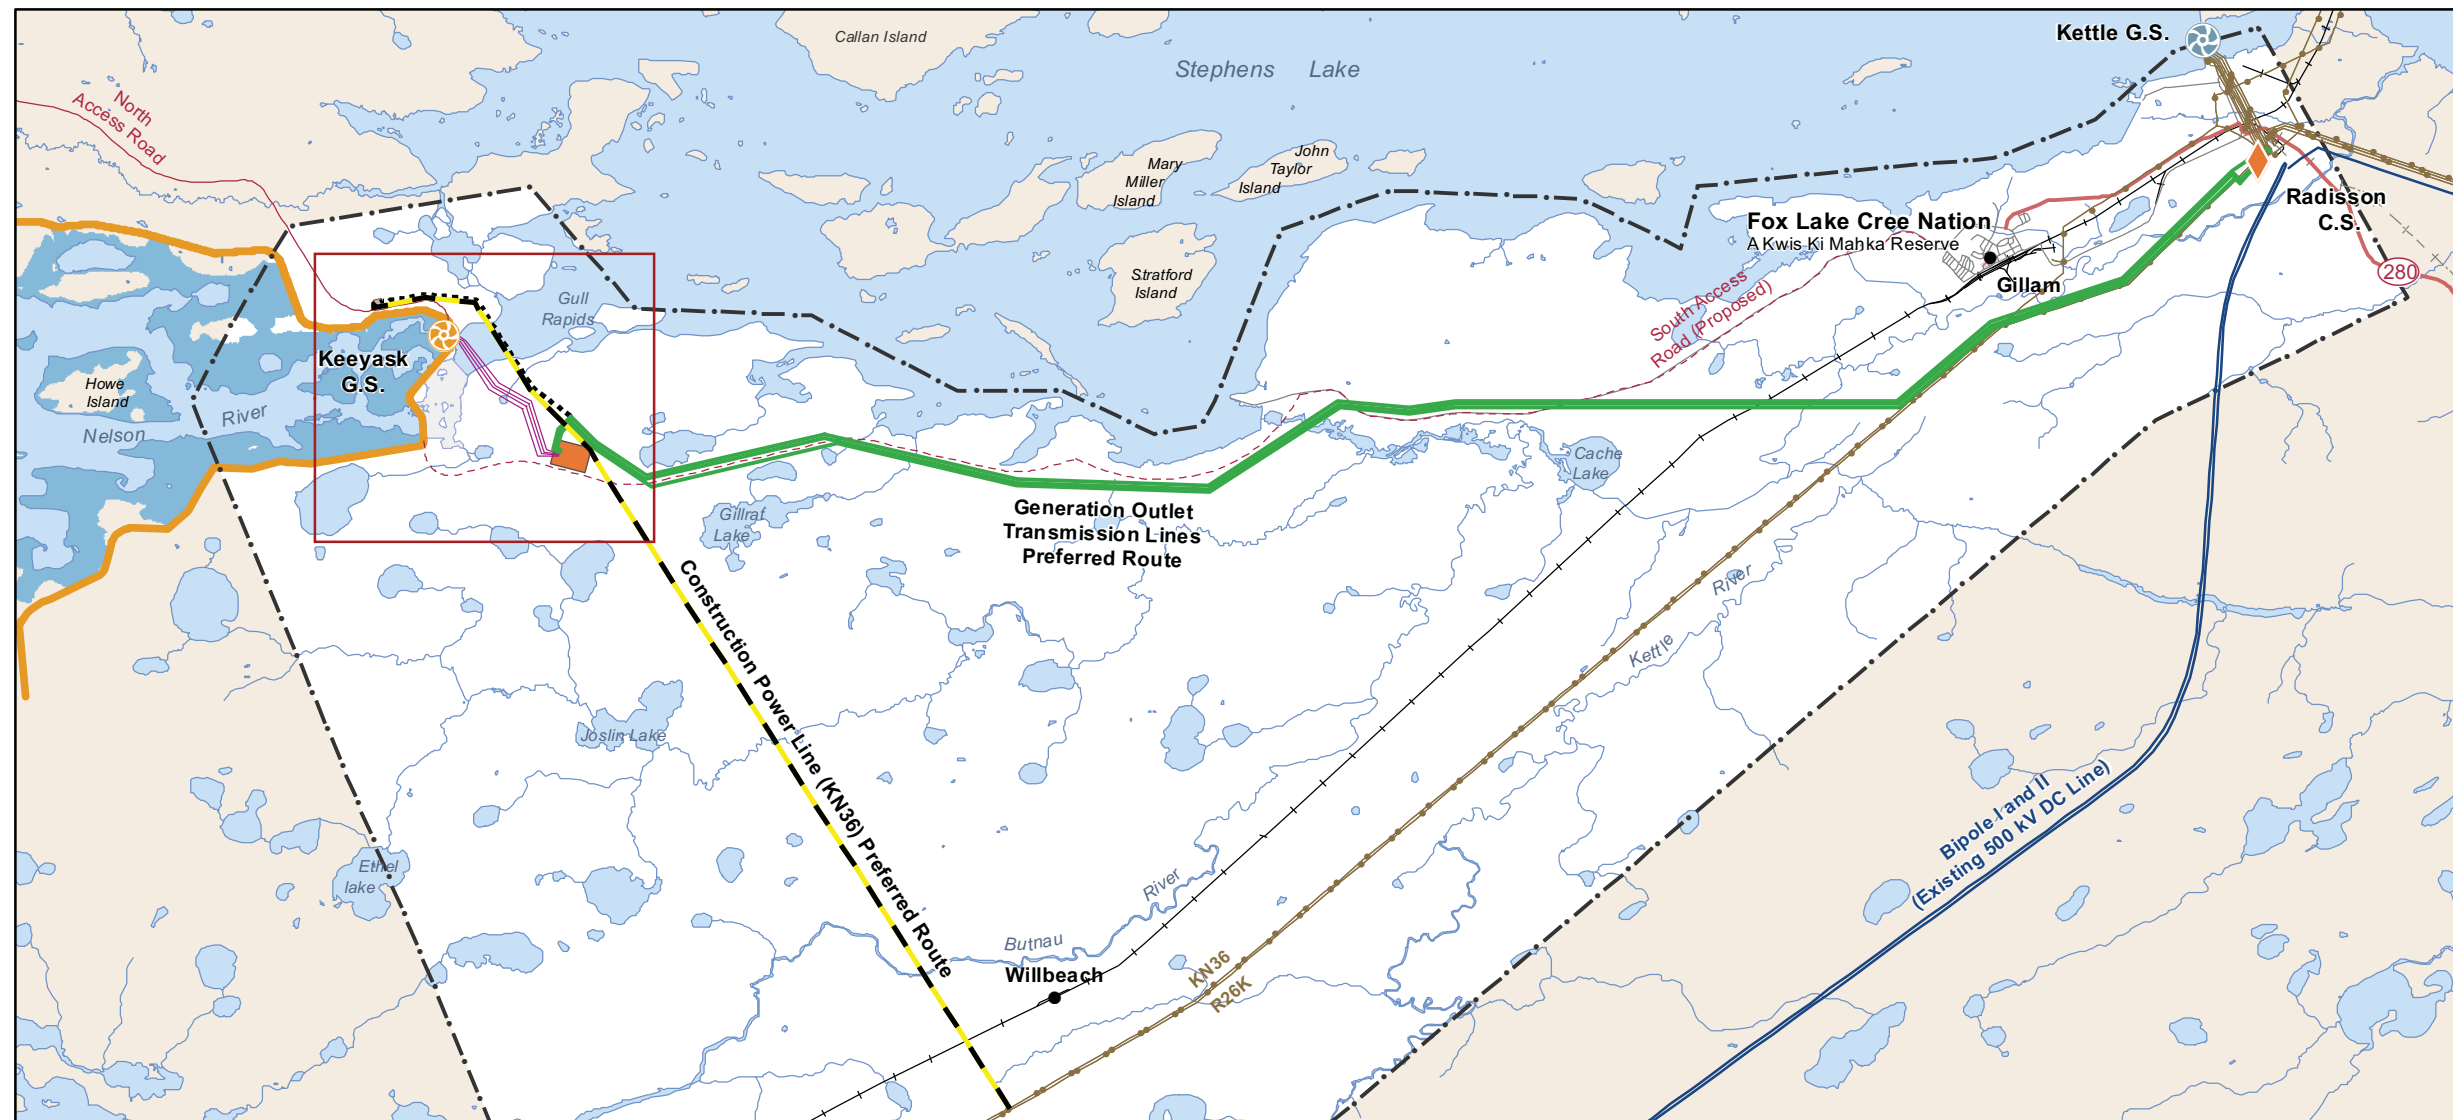 Callan Island
Stephens Lake
Kettle G.S.
North
Access Road
Mary
Miller
Island
John
Taylor
Island
Radisson
C.S.
Fox Lake Cree Nation
A Kwis Ki Mahka Reserve
Gillam
280
Stratford
Island
South Access
Road (Proposed)
Gull
Rapids
Keeyask
G.S.
Howe
Island
Nelson
River
Cache
Lake
Gillraf
Lake
Generation Outlet
Transmission Lines
Preferred Route
Construction Power Line (KN36) Preferred Route
Kettle
River
Joslin Lake
Bipole I and II
(Existing 500 kV DC Line)
Ethel
lake
Butnau
River
Willbeach
KN36
R26K